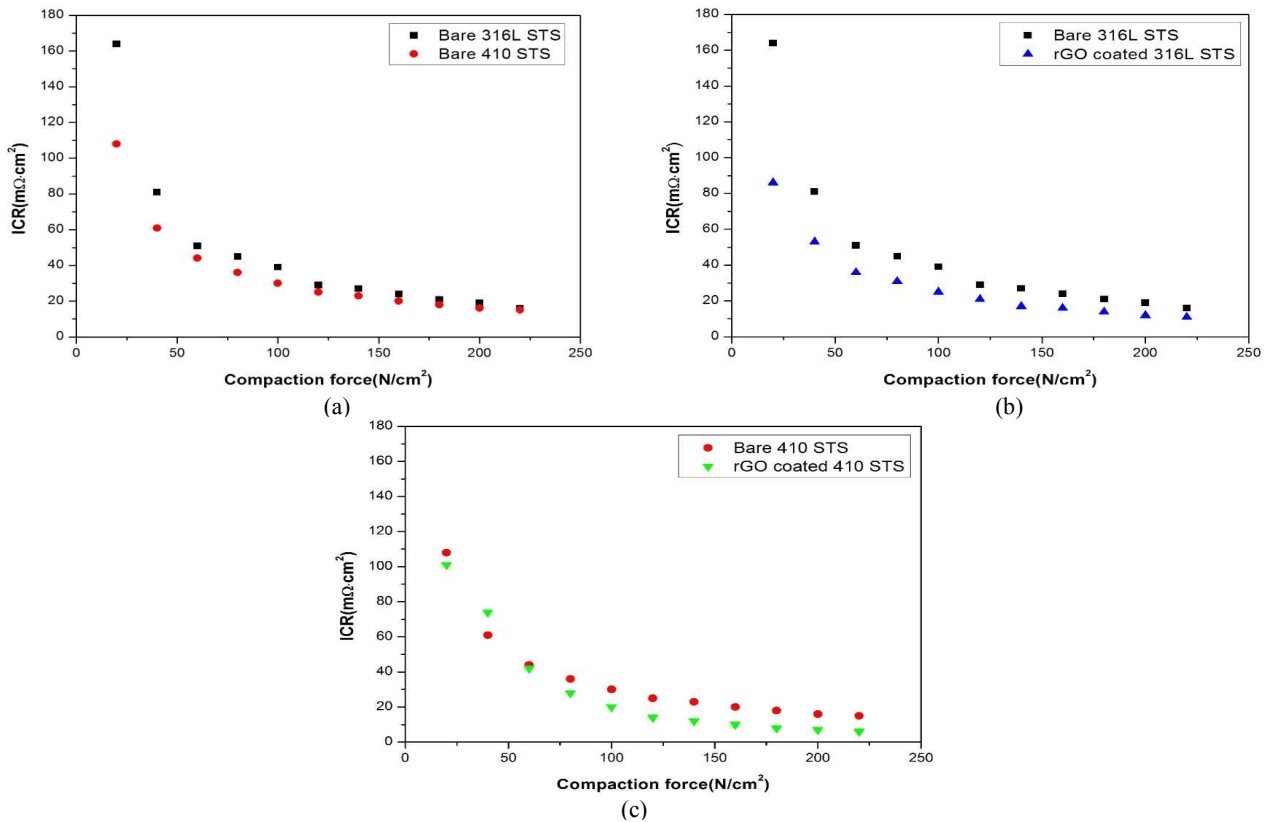 180
160
140
120
100
80
60
40
20
0
ICR(mΩ·cm²)
Bare 316L STS
Bare 410 STS
0 50 100 150 200 250
Compaction force(N/cm²)
(a)
180
160
140
120
100
80
60
40
20
0
ICR(mΩ·cm²)
Bare 316L STS
rGO coated 316L STS
0 50 100 150 200 250
Compaction force(N/cm²)
(b)
180
160
140
120
100
80
60
40
20
0
ICR(mΩ·cm²)
Bare 410 STS
rGO coated 410 STS
0 50 100 150 200 250
Compaction force(N/cm²)
(c)